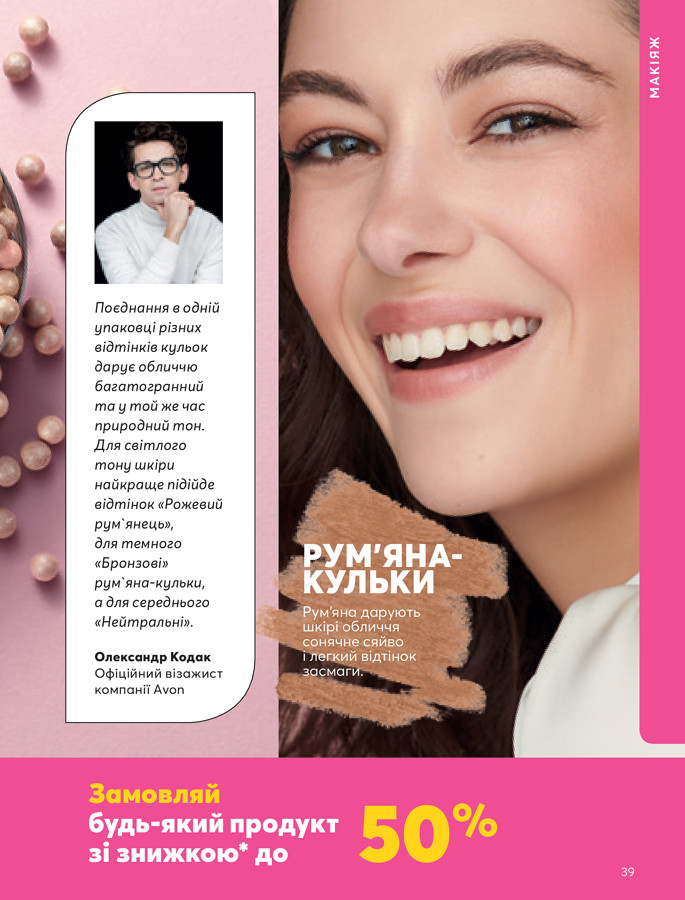 МАКІЯЖ
Поєднання в одній
упаковці різних
відтінків кульок
дарує обличчю
багатогранний
та у той же час
природний тон.
Для світлого
тону шкіри
найкраще підійде
відтінок «Рожевий
рум`янець»,
для темного
«Бронзові»
рум`яна-кульки,
а для середнього
«Нейтральні».
Олександр Кодак
Офіційний візажист
компанії Avon
РУМ’ЯНА-
КУЛЬКИ
Рум’яна дарують
шкірі обличчя
сонячне сяйво
і легкий відтінок
засмаги.
Замовляй
будь-який продукт
зі знижкою* до
50%
39